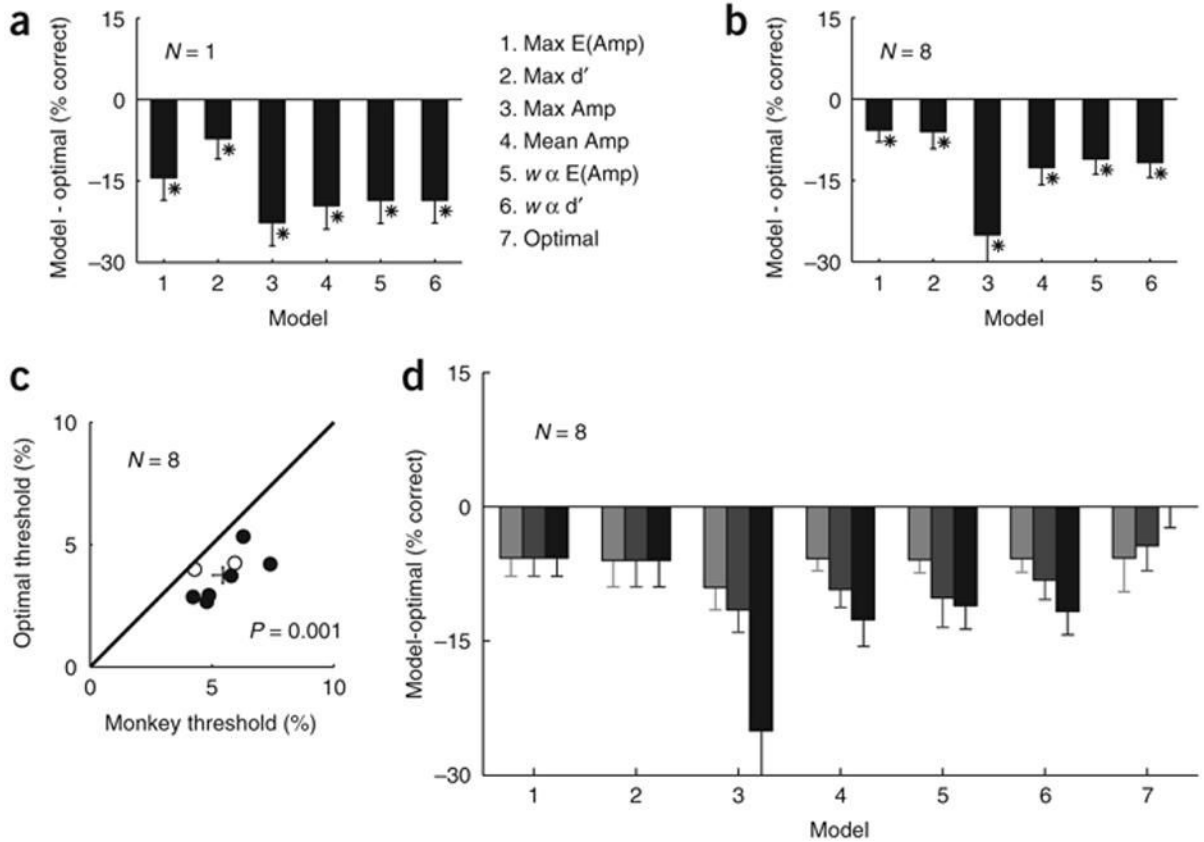 a
15
0
−15
−30
Model - optimal (% correct)
N = 1
1 2 3 4 5 6
Model
1. Max E(Amp)
2. Max d′
3. Max Amp
4. Mean Amp
5. w α E(Amp)
6. w α d′
7. Optimal
b
15
0
−15
−30
Model - optimal (% correct)
N = 8
* * * * * *
1 2 3 4 5 6
Model
c
10
5
0
Optimal threshold (%)
N = 8
P = 0.001
0 5 10
Monkey threshold (%)
d
15
0
−15
−30
Model-optimal (% correct)
N = 8
1 2 3 4 5 6 7
Model